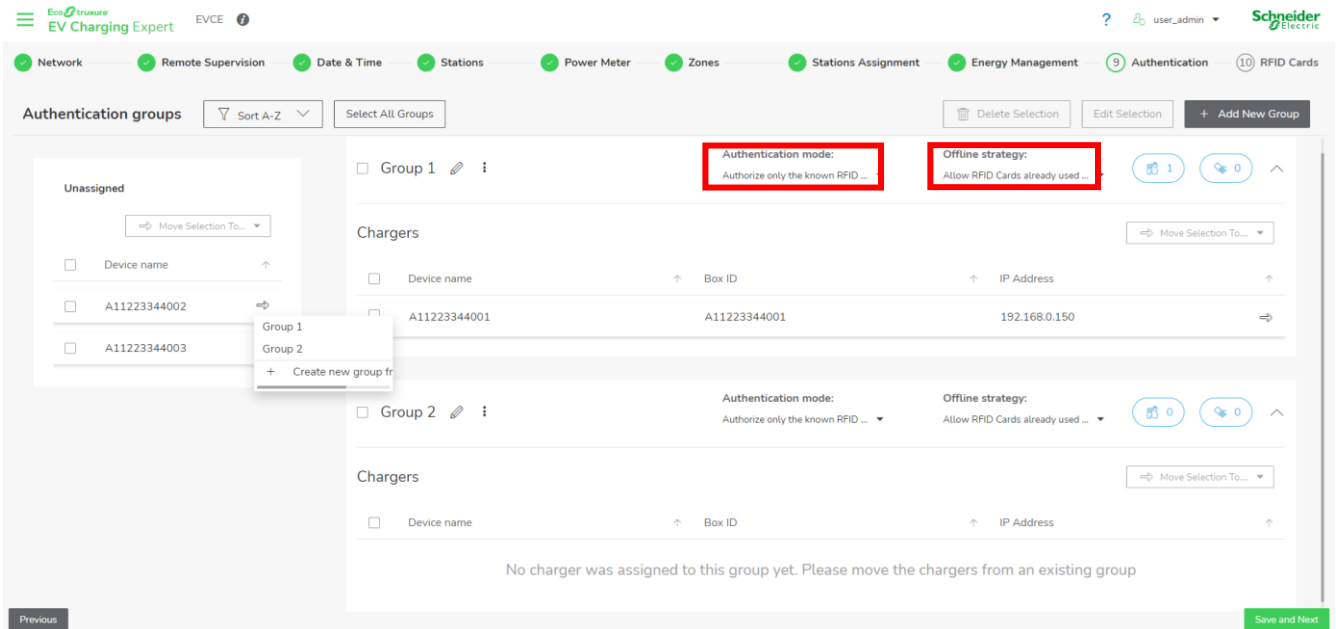 EcoStruxure
EV Charging Expert
EVCE
?
user_admin
Schneider
Electric
Network
Remote Supervision
Date & Time
Stations
Power Meter
Zones
Stations Assignment
Energy Management
9 Authentication
10 RFID Cards
Authentication groups
Sort A-Z
Select All Groups
Delete Selection
Edit Selection
+ Add New Group
Unassigned
Move Selection To...
Device name
A11223344002
A11223344003
Group 1
Group 2
+ Create new group fr
Group 1
Authentication mode:
Authorize only the known RFID ...
Offline strategy:
Allow RFID Cards already used ...
1
0
Chargers
Move Selection To...
Device name
Box ID
IP Address
A11223344001
A11223344001
192.168.0.150
Group 2
Authentication mode:
Authorize only the known RFID ...
Offline strategy:
Allow RFID Cards already used ...
0
0
Chargers
Move Selection To...
Device name
Box ID
IP Address
No charger was assigned to this group yet. Please move the chargers from an existing group
Previous
Save and Next